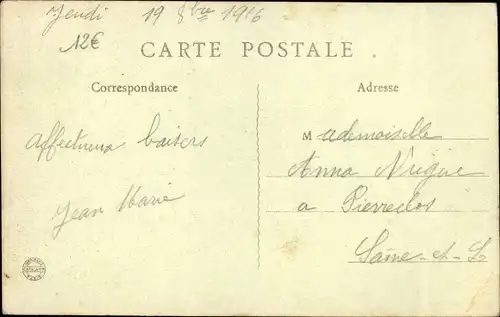 Jeudi 19 8bre 1916
12€
CARTE POSTALE
Correspondance
Adresse
Affectueux baisers
Jean Marie
Mademoiselle
Anna
a Pierreclos
Saône-et-L